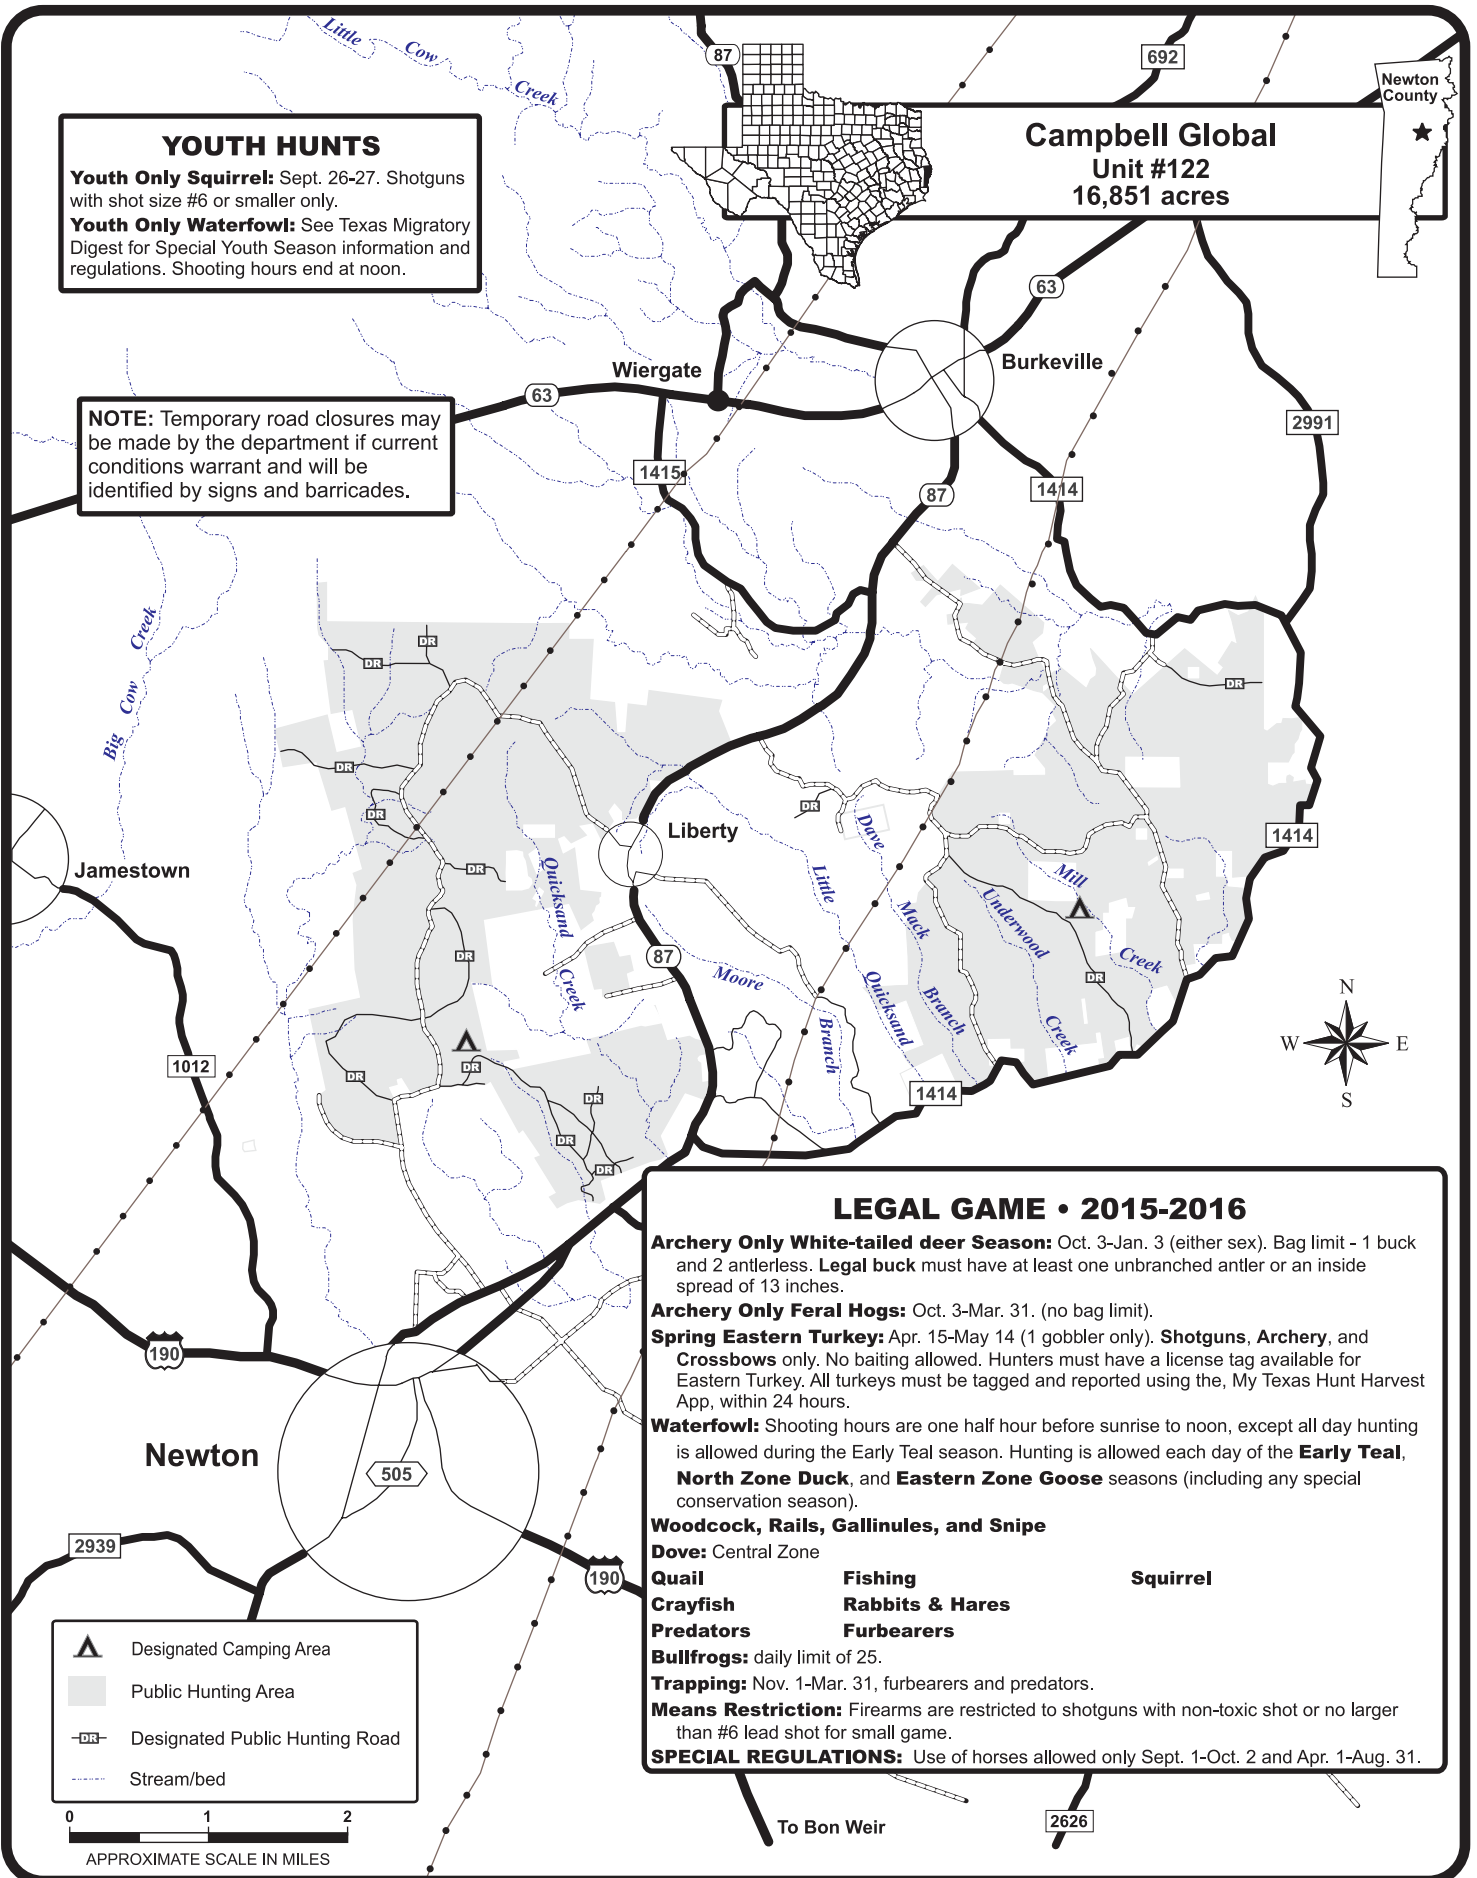 Little Cow Creek
87
692
Newton
County
Campbell Global
Unit #122
16,851 acres
YOUTH HUNTS
Youth Only Squirrel: Sept. 26-27. Shotguns
with shot size #6 or smaller only.
Youth Only Waterfowl: See Texas Migratory
Digest for Special Youth Season information and
regulations. Shooting hours end at noon.
63
Wiergate
Burkeville
63
NOTE: Temporary road closures may
be made by the department if current
conditions warrant and will be
identified by signs and barricades.
2991
1415
87
1414
Big Cow Creek
DR
DR
DR
DR
DR
DR
Liberty
Dave Mack Branch
1414
Jamestown
DR
Quicksand Creek
Little Quicksand
Mill Creek
Underwood Creek
DR
87
Moore Branch
DR
N
W E
S
1012
DR
DR
DR
1414
DR
DR
LEGAL GAME • 2015-2016
Archery Only White-tailed deer Season: Oct. 3-Jan. 3 (either sex). Bag limit - 1 buck
and 2 antlerless. Legal buck must have at least one unbranched antler or an inside
spread of 13 inches.
Archery Only Feral Hogs: Oct. 3-Mar. 31. (no bag limit).
Spring Eastern Turkey: Apr. 15-May 14 (1 gobbler only). Shotguns, Archery, and
Crossbows only. No baiting allowed. Hunters must have a license tag available for
Eastern Turkey. All turkeys must be tagged and reported using the, My Texas Hunt Harvest
App, within 24 hours.
Waterfowl: Shooting hours are one half hour before sunrise to noon, except all day hunting
is allowed during the Early Teal season. Hunting is allowed each day of the Early Teal,
North Zone Duck, and Eastern Zone Goose seasons (including any special
conservation season).
Woodcock, Rails, Gallinules, and Snipe
Dove: Central Zone
Quail Fishing Squirrel
Crayfish Rabbits & Hares
Predators Furbearers
Bullfrogs: daily limit of 25.
Trapping: Nov. 1-Mar. 31, furbearers and predators.
Means Restriction: Firearms are restricted to shotguns with non-toxic shot or no larger
than #6 lead shot for small game.
SPECIAL REGULATIONS: Use of horses allowed only Sept. 1-Oct. 2 and Apr. 1-Aug. 31.
190
Newton
505
2939
190
Designated Camping Area
Public Hunting Area
DR Designated Public Hunting Road
Stream/bed
0 1 2
APPROXIMATE SCALE IN MILES
To Bon Weir
2626